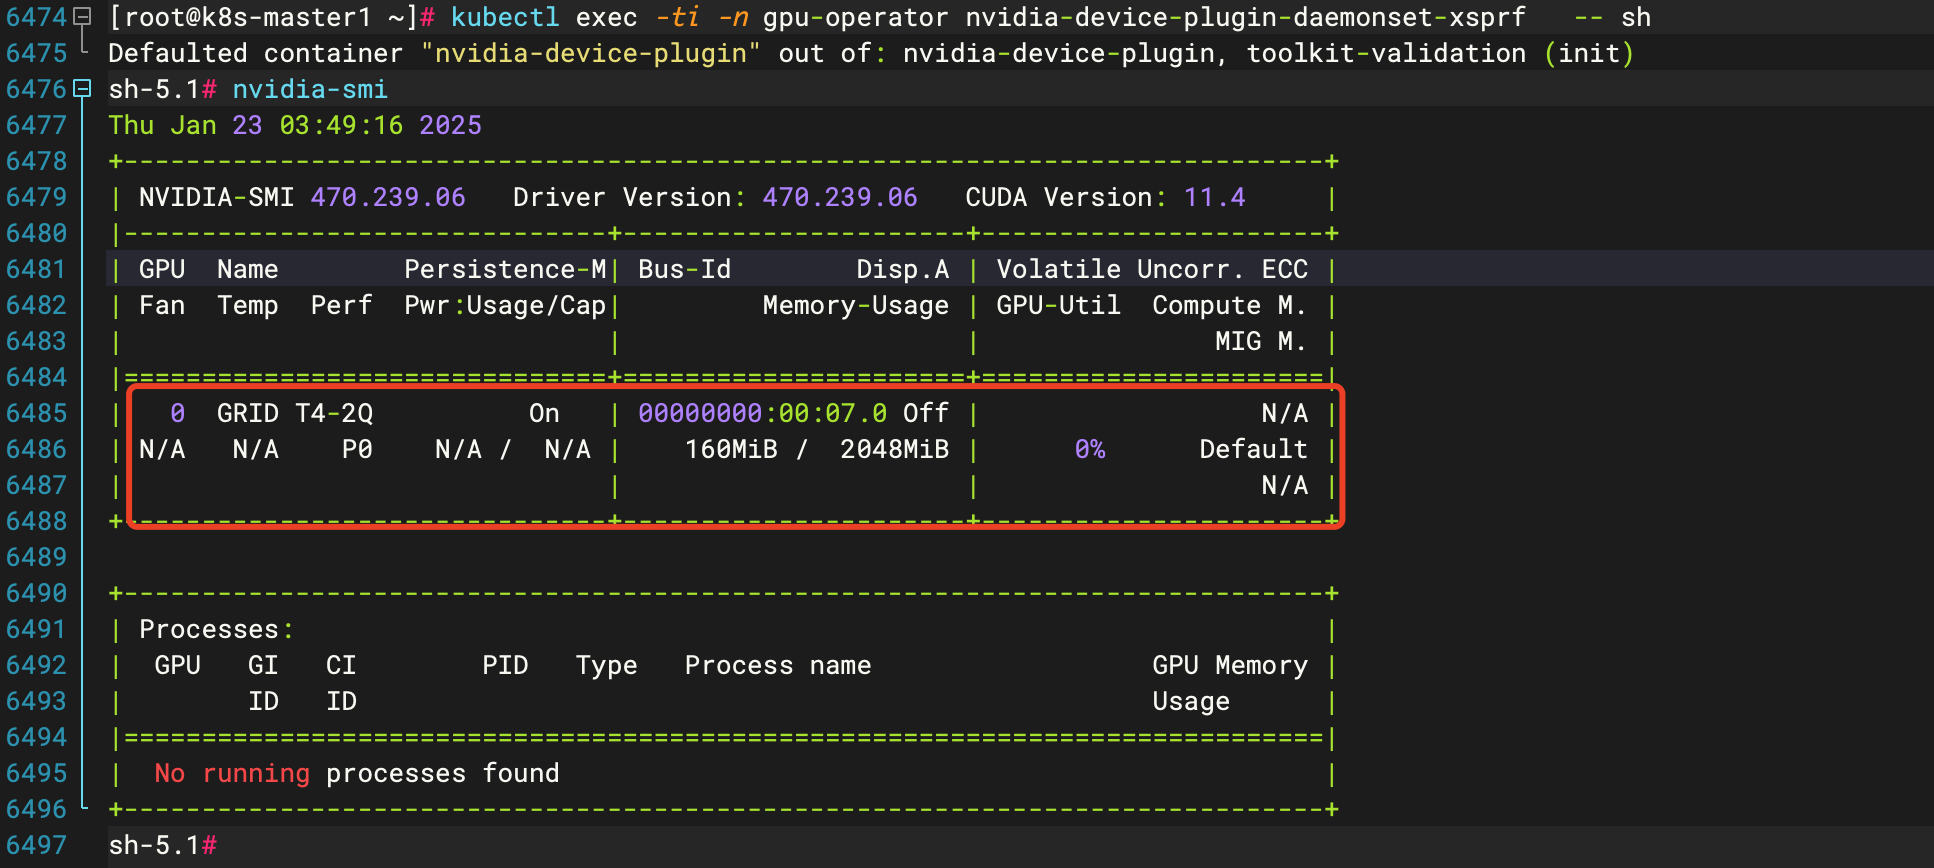 6474 [root@k8s-master1 ~]# kubectl exec -ti -n gpu-operator nvidia-device-plugin-daemonset-xsprf   -- sh
6475 Defaulted container "nvidia-device-plugin" out of: nvidia-device-plugin, toolkit-validation (init)
6476 sh-5.1# nvidia-smi
6477 Thu Jan 23 03:49:16 2025
6478 +-----------------------------------------------------------------------------+
6479 | NVIDIA-SMI 470.239.06   Driver Version: 470.239.06   CUDA Version: 11.4     |
6480 |-------------------------------+----------------------+----------------------+
6481 | GPU  Name        Persistence-M| Bus-Id        Disp.A | Volatile Uncorr. ECC |
6482 | Fan  Temp  Perf  Pwr:Usage/Cap|         Memory-Usage | GPU-Util  Compute M. |
6483 |                               |                      |               MIG M. |
6484 |===============================+======================+======================|
6485 |   0  GRID T4-2Q          On   | 00000000:00:07.0 Off |                  N/A |
6486 | N/A   N/A    P0    N/A /  N/A |    160MiB /  2048MiB |      0%      Default |
6487 |                               |                      |                  N/A |
6488 +-------------------------------+----------------------+----------------------+
6489
6490 +-----------------------------------------------------------------------------+
6491 | Processes:                                                                  |
6492 |  GPU   GI   CI        PID   Type   Process name                  GPU Memory |
6493 |        ID   ID                                                   Usage      |
6494 |=============================================================================|
6495 |  No running processes found                                                 |
6496 +-----------------------------------------------------------------------------+
6497 sh-5.1#